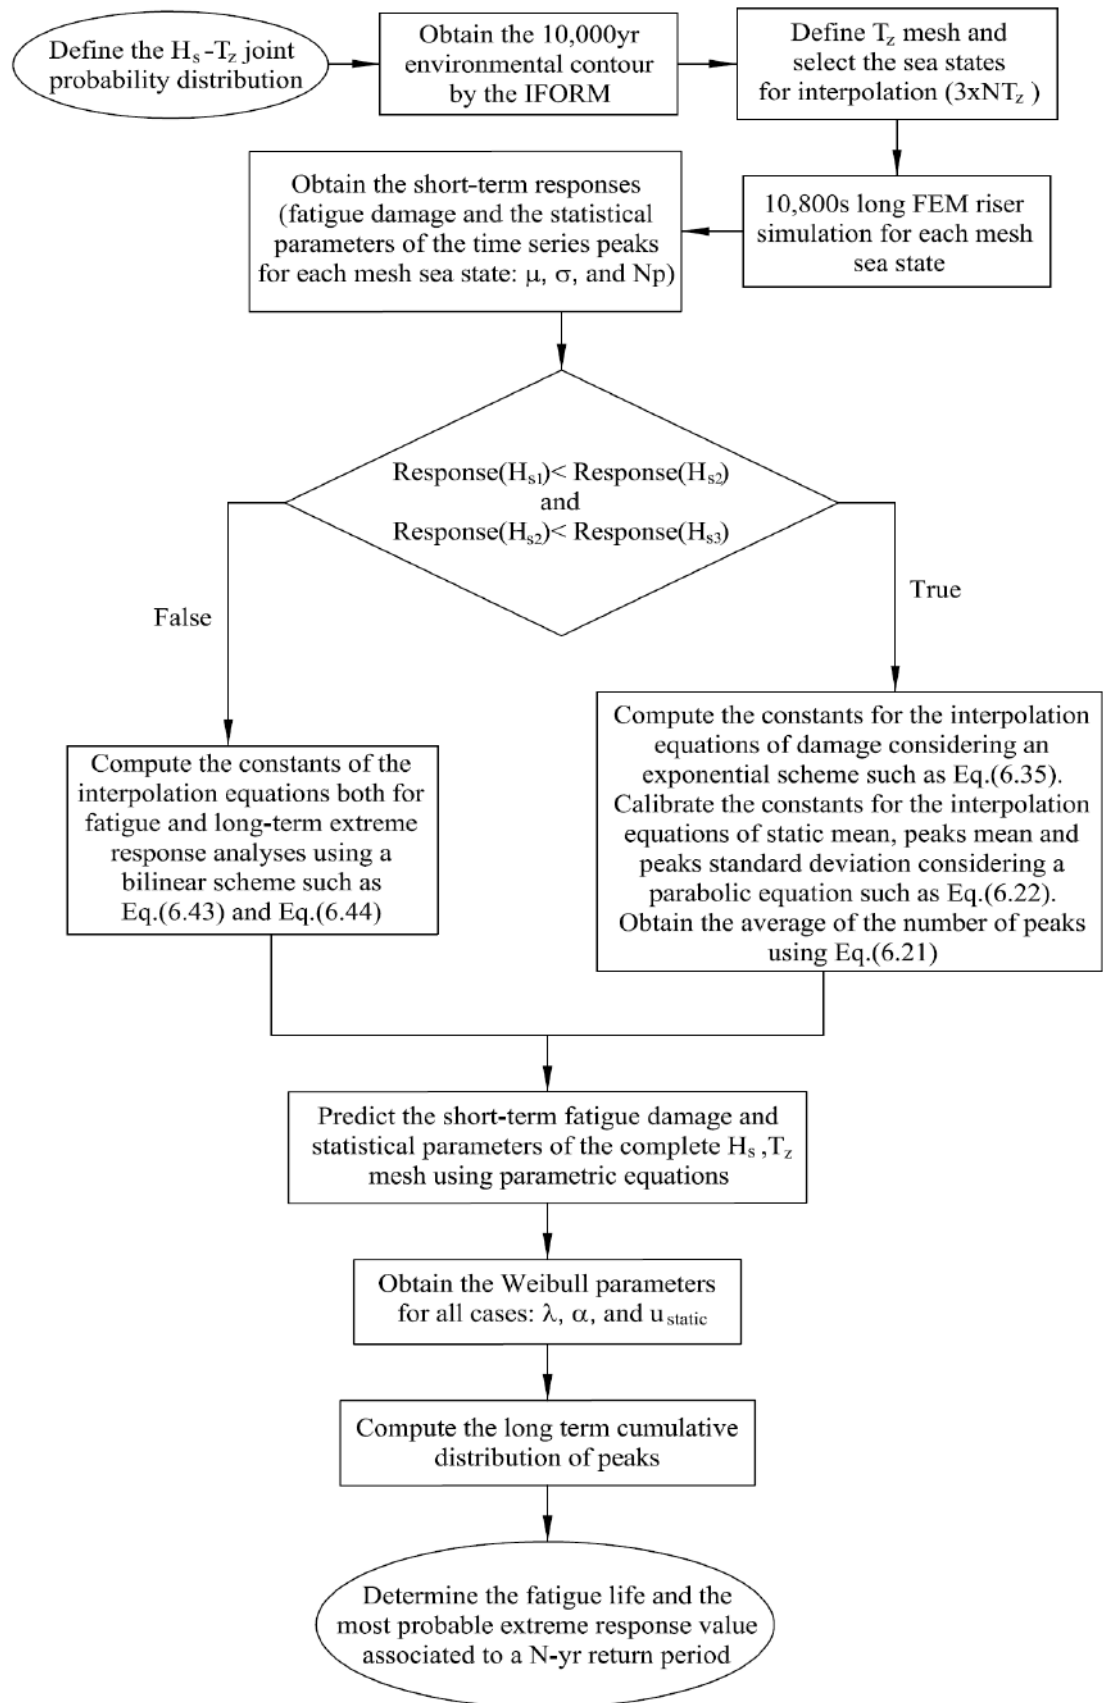 Define the Hs-Tz joint
probability distribution
Obtain the 10,000yr
environmental contour
by the IFORM
Define Tz mesh and
select the sea states
for interpolation (3xNTz )
Obtain the short-term responses
(fatigue damage and the statistical
parameters of the time series peaks
for each mesh sea state: μ, σ, and Np)
10,800s long FEM riser
simulation for each mesh
sea state
Response(Hs1)< Response(Hs2)
and
Response(Hs2)< Response(Hs3)
False
True
Compute the constants of the
interpolation equations both for
fatigue and long-term extreme
response analyses using a
bilinear scheme such as
Eq.(6.43) and Eq.(6.44)
Compute the constants for the interpolation
equations of damage considering an
exponential scheme such as Eq.(6.35).
Calibrate the constants for the interpolation
equations of static mean, peaks mean and
peaks standard deviation considering a
parabolic equation such as Eq.(6.22).
Obtain the average of the number of peaks
using Eq.(6.21)
Predict the short-term fatigue damage and
statistical parameters of the complete Hs ,Tz
mesh using parametric equations
Obtain the Weibull parameters
for all cases: λ, α, and ustatic
Compute the long term cumulative
distribution of peaks
Determine the fatigue life and the
most probable extreme response value
associated to a N-yr return period